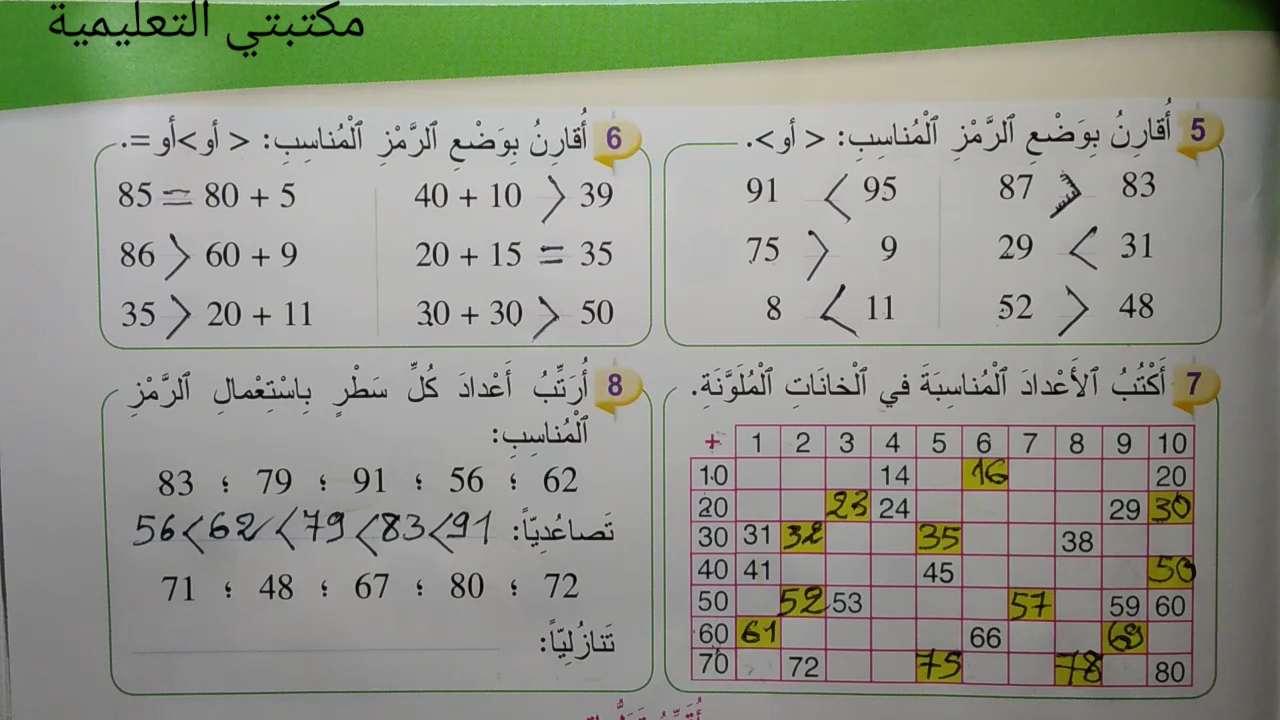 مكتبتي التعليمية
5 أُقارِنُ بِوَضْعِ ٱلرَّمْزِ ٱلْمُناسِبِ: < أو >.
91 < 95 87 > 83
75 > 9 29 < 31
8 < 11 52 > 48
6 أُقارِنُ بِوَضْعِ ٱلرَّمْزِ ٱلْمُناسِبِ: < أو > أو =.
85 = 80 + 5 40 + 10 > 39
86 > 60 + 9 20 + 15 = 35
35 > 20 + 11 30 + 30 > 50
7 أَكْتُبُ ٱلأَعْدادَ ٱلْمُناسِبَةَ في ٱلْخانَاتِ ٱلْمُلَوَّنَةِ.
+ 1 2 3 4 5 6 7 8 9 10
10 14 16 20
20 23 24 29 30
30 31 32 35 38
40 41 45 50
50 52 53 57 59 60
60 61 66 69
70 72 75 78 80
8 أُرَتِّبُ أَعْدادَ كُلِّ سَطْرٍ بِاسْتِعْمالِ ٱلرَّمْزِ
ٱلْمُناسِبِ:
83 ؛ 79 ؛ 91 ؛ 56 ؛ 62
تَصاعُدِيّاً: 56<62<79<83<91
71 ؛ 48 ؛ 67 ؛ 80 ؛ 72
تَنازُلِيّاً: